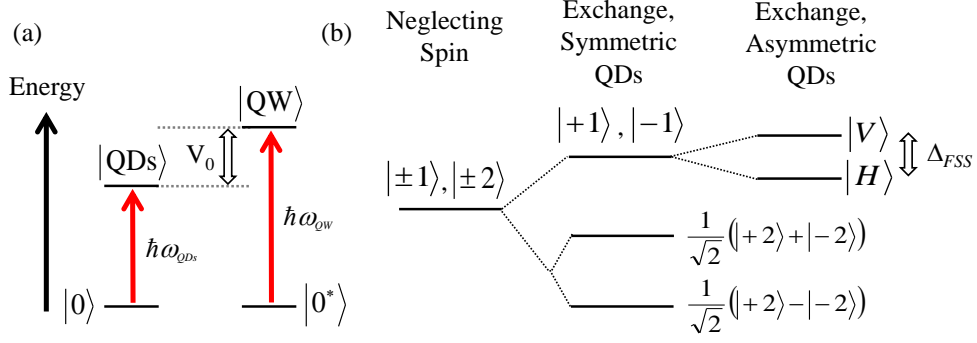 (a)
Energy
|QDs⟩
|QW⟩
V₀
ℏω_QDs
ℏω_QW
|0⟩
|0*⟩
(b)
Neglecting
Spin
Exchange,
Symmetric
QDs
Exchange,
Asymmetric
QDs
|±1⟩,|±2⟩
|+1⟩,|−1⟩
|V⟩
|H⟩
Δ_FSS
1/√2(|+2⟩+|−2⟩)
1/√2(|+2⟩−|−2⟩)